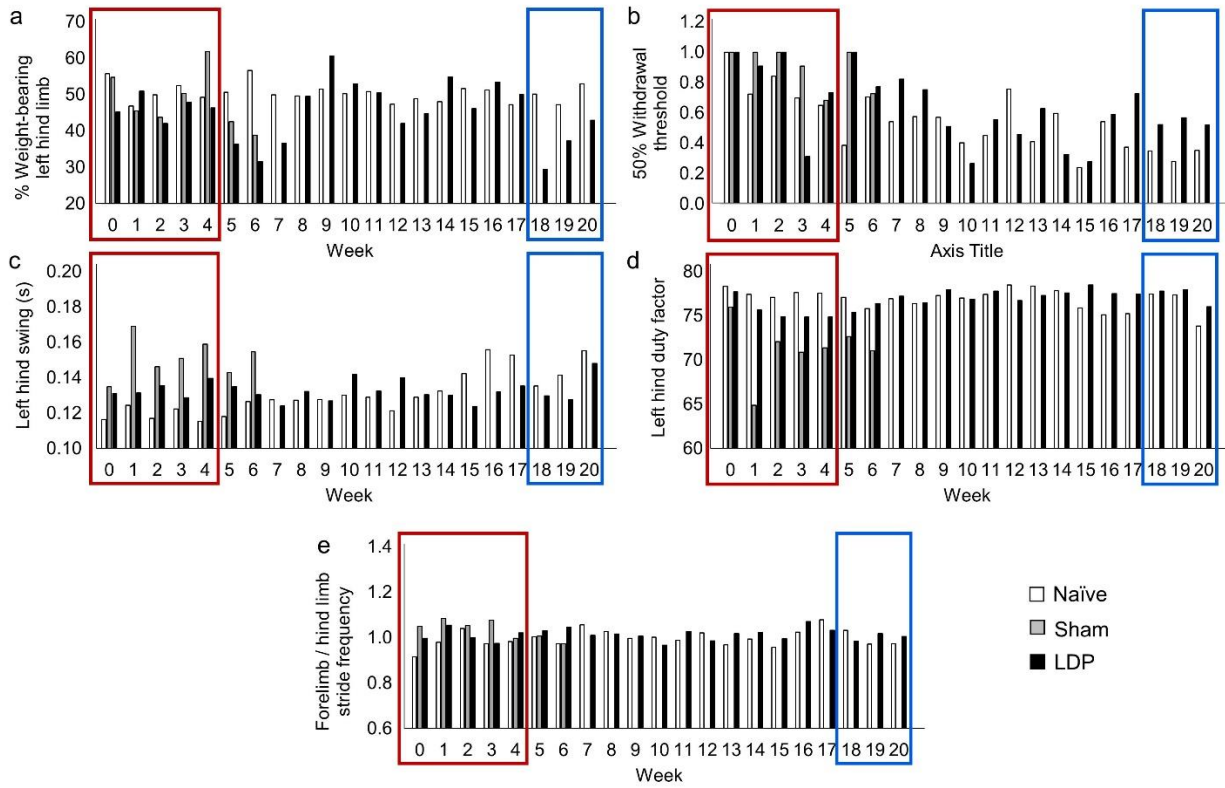 a
70
60
50
40
30
20
% Weight-bearing
left hind limb
0 1 2 3 4 5 6 7 8 9 10 11 12 13 14 15 16 17 18 19 20
Week
b
1.2
1.0
0.8
0.6
0.4
0.2
0.0
50% Withdrawal
threshold
0 1 2 3 4 5 6 7 8 9 10 11 12 13 14 15 16 17 18 19 20
Axis Title
c
0.20
0.18
0.16
0.14
0.12
0.10
Left hind swing (s)
0 1 2 3 4 5 6 7 8 9 10 11 12 13 14 15 16 17 18 18 20
Week
d
80
75
70
65
60
Left hind duty factor
0 1 2 3 4 5 6 7 8 9 10 11 12 13 14 15 16 17 18 19 20
Week
e
1.4
1.2
1.0
0.8
0.6
Forelimb / hind limb
stride frequency
0 1 2 3 4 5 6 7 8 9 10 11 12 13 14 15 16 17 18 19 20
Week
Naïve
Sham
LDP